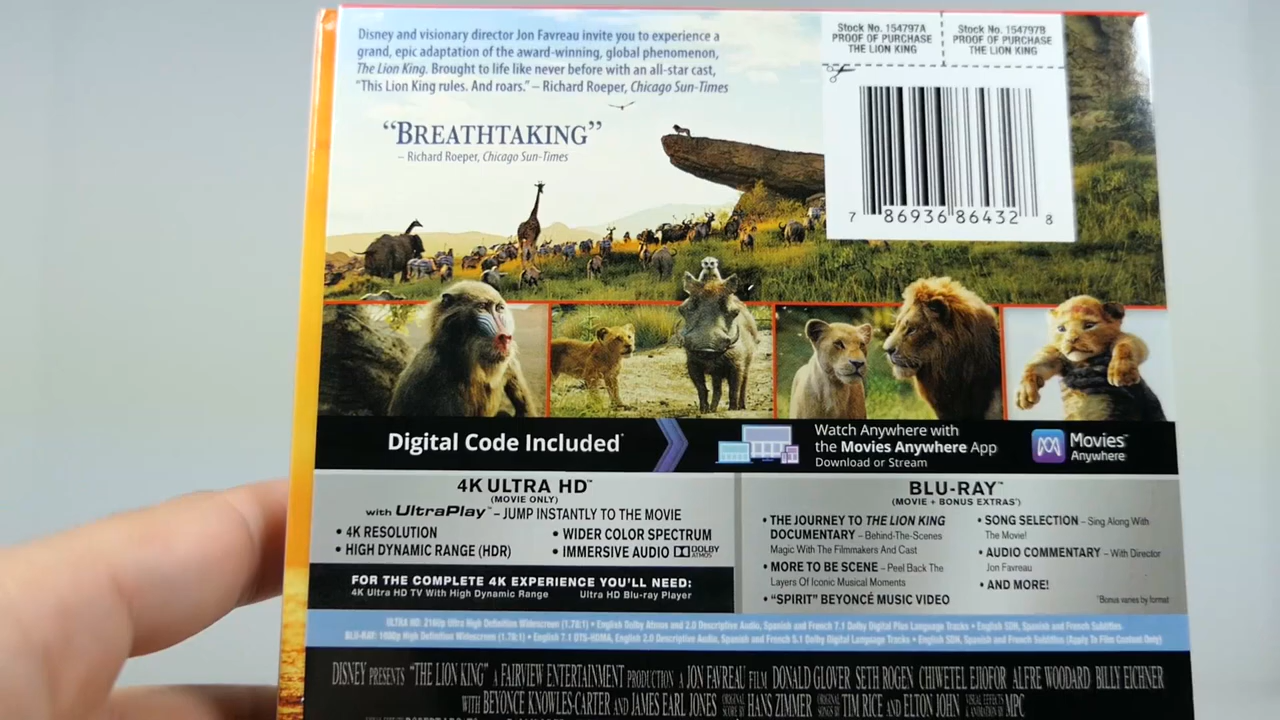 Disney and visionary director Jon Favreau invite you to experience a
grand, epic adaptation of the award-winning, global phenomenon,
The Lion King. Brought to life like never before with an all-star cast,
"This Lion King rules. And roars." – Richard Roeper, Chicago Sun-Times
"BREATHTAKING"
– Richard Roeper, Chicago Sun-Times
Stock No. 154797A
PROOF OF PURCHASE
THE LION KING
Stock No. 154797B
PROOF OF PURCHASE
THE LION KING
7 86936 86432 8
Digital Code Included*
Watch Anywhere with
the Movies Anywhere App
Download or Stream
Movies™
Anywhere
4K ULTRA HD™
(MOVIE ONLY)
with UltraPlay™ – JUMP INSTANTLY TO THE MOVIE
• 4K RESOLUTION
• HIGH DYNAMIC RANGE (HDR)
• WIDER COLOR SPECTRUM
• IMMERSIVE AUDIO DOLBY ATMOS
FOR THE COMPLETE 4K EXPERIENCE YOU'LL NEED:
4K Ultra HD TV With High Dynamic Range Ultra HD Blu-ray Player
BLU-RAY™
(MOVIE + BONUS EXTRAS*)
• THE JOURNEY TO THE LION KING
DOCUMENTARY – Behind-The-Scenes
Magic With The Filmmakers And Cast
• MORE TO BE SCENE – Peel Back The
Layers Of Iconic Musical Moments
• "SPIRIT" BEYONCÉ MUSIC VIDEO
• SONG SELECTION – Sing Along With
The Movie!
• AUDIO COMMENTARY – With Director
Jon Favreau
• AND MORE!
*Bonus varies by format
ULTRA HD: 2160p Ultra High Definition Widescreen (1.78:1) • English Dolby Atmos and 2.0 Descriptive Audio, Spanish and French 7.1 Dolby Digital Plus Language Tracks • English SDH, Spanish and French Subtitles.
BLU-RAY: 1080p High Definition Widescreen (1.78:1) • English 7.1 DTS-HDMA, English 2.0 Descriptive Audio, Spanish and French 5.1 Dolby Digital Language Tracks • English SDH, Spanish and French Subtitles (Apply To Film Content Only)
DISNEY PRESENTS "THE LION KING" A FAIRVIEW ENTERTAINMENT PRODUCTION A JON FAVREAU FILM DONALD GLOVER SETH ROGEN CHIWETEL EJIOFOR ALFRE WOODARD BILLY EICHNER
WITH BEYONCE KNOWLES-CARTER AND JAMES EARL JONES ORIGINAL SCORE BY HANS ZIMMER ORIGINAL SONGS BY TIM RICE AND ELTON JOHN VISUAL EFFECTS & ANIMATION BY MPC